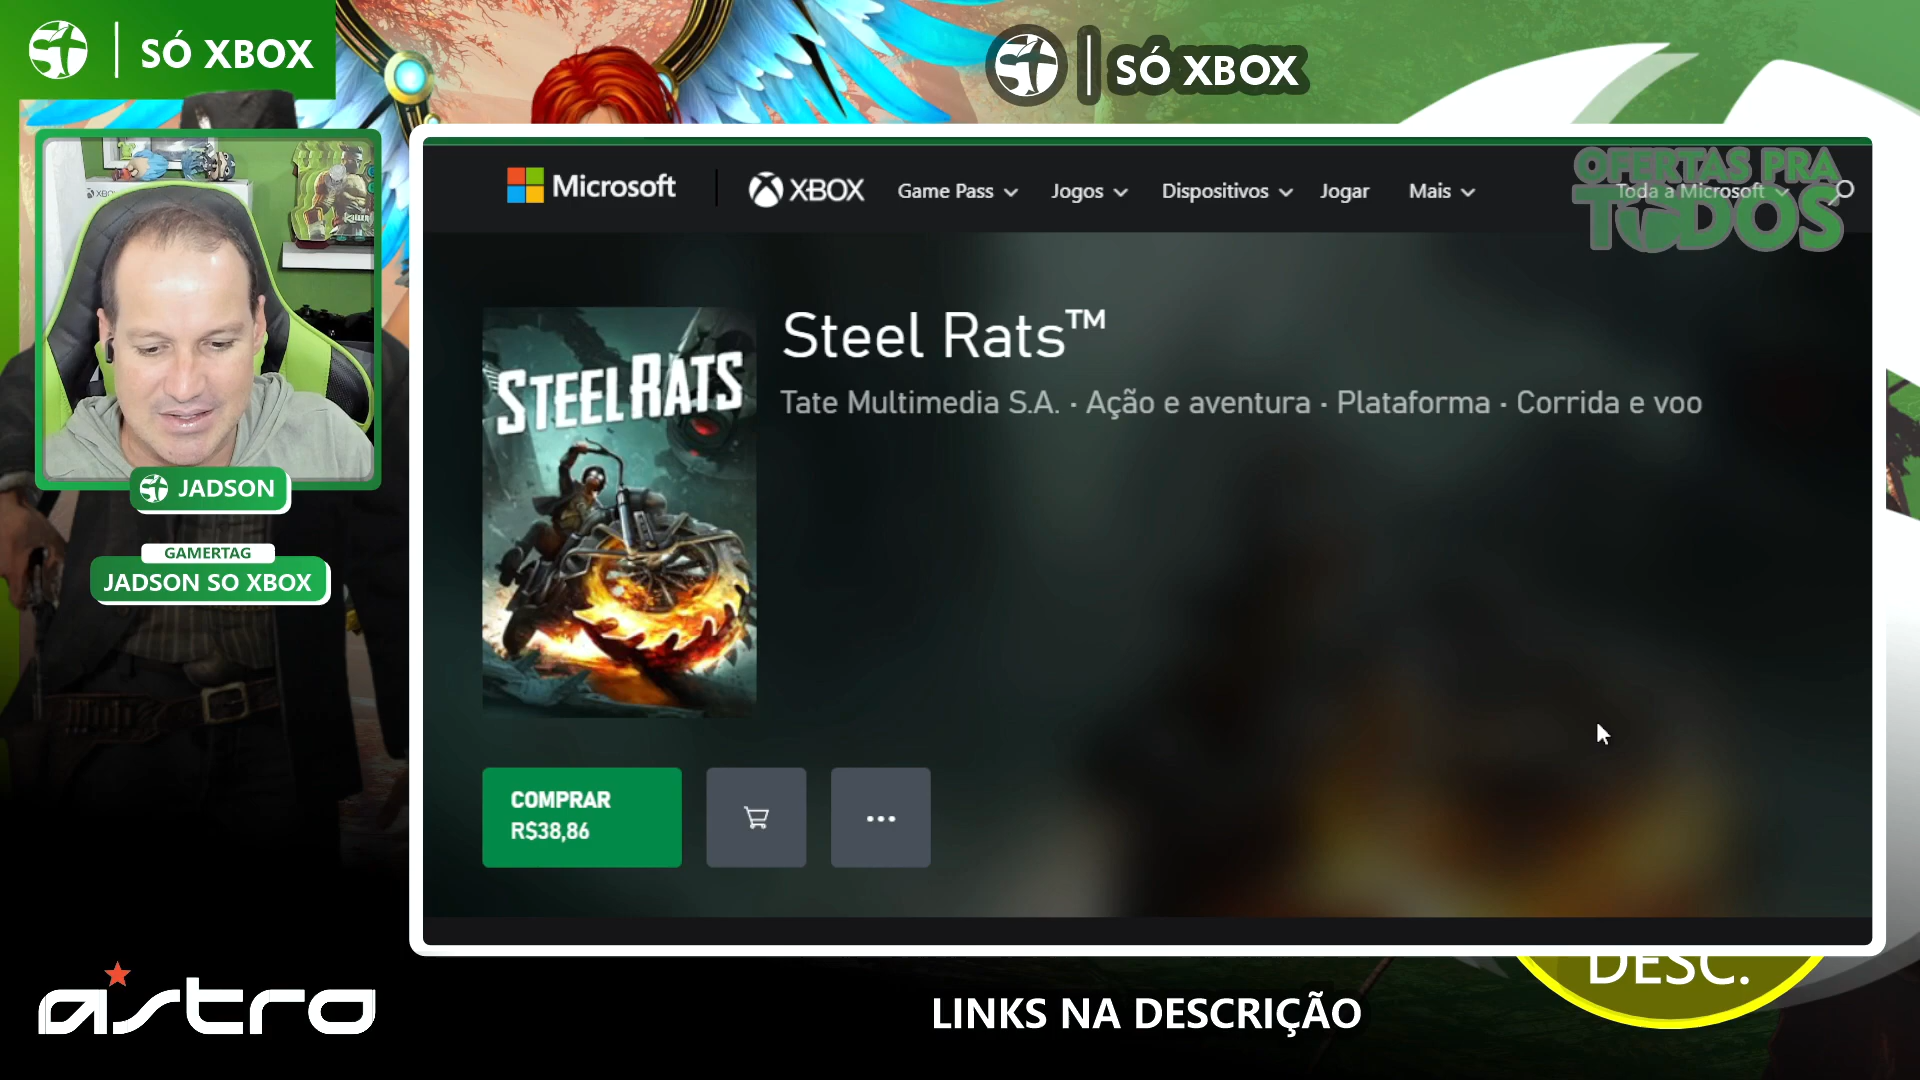 SÓ XBOX
SÓ XBOX
OFERTAS PRA
TODOS
Microsoft
XBOX
Game Pass
Jogos
Dispositivos
Jogar
Mais
Toda a Microsoft
XBOX
Steel Rats™
Tate Multimedia S.A. · Ação e aventura · Plataforma · Corrida e voo
STEEL RATS
JADSON
GAMERTAG
JADSON SO XBOX
COMPRAR
R$38,86
astro
LINKS NA DESCRIÇÃO
DESC.